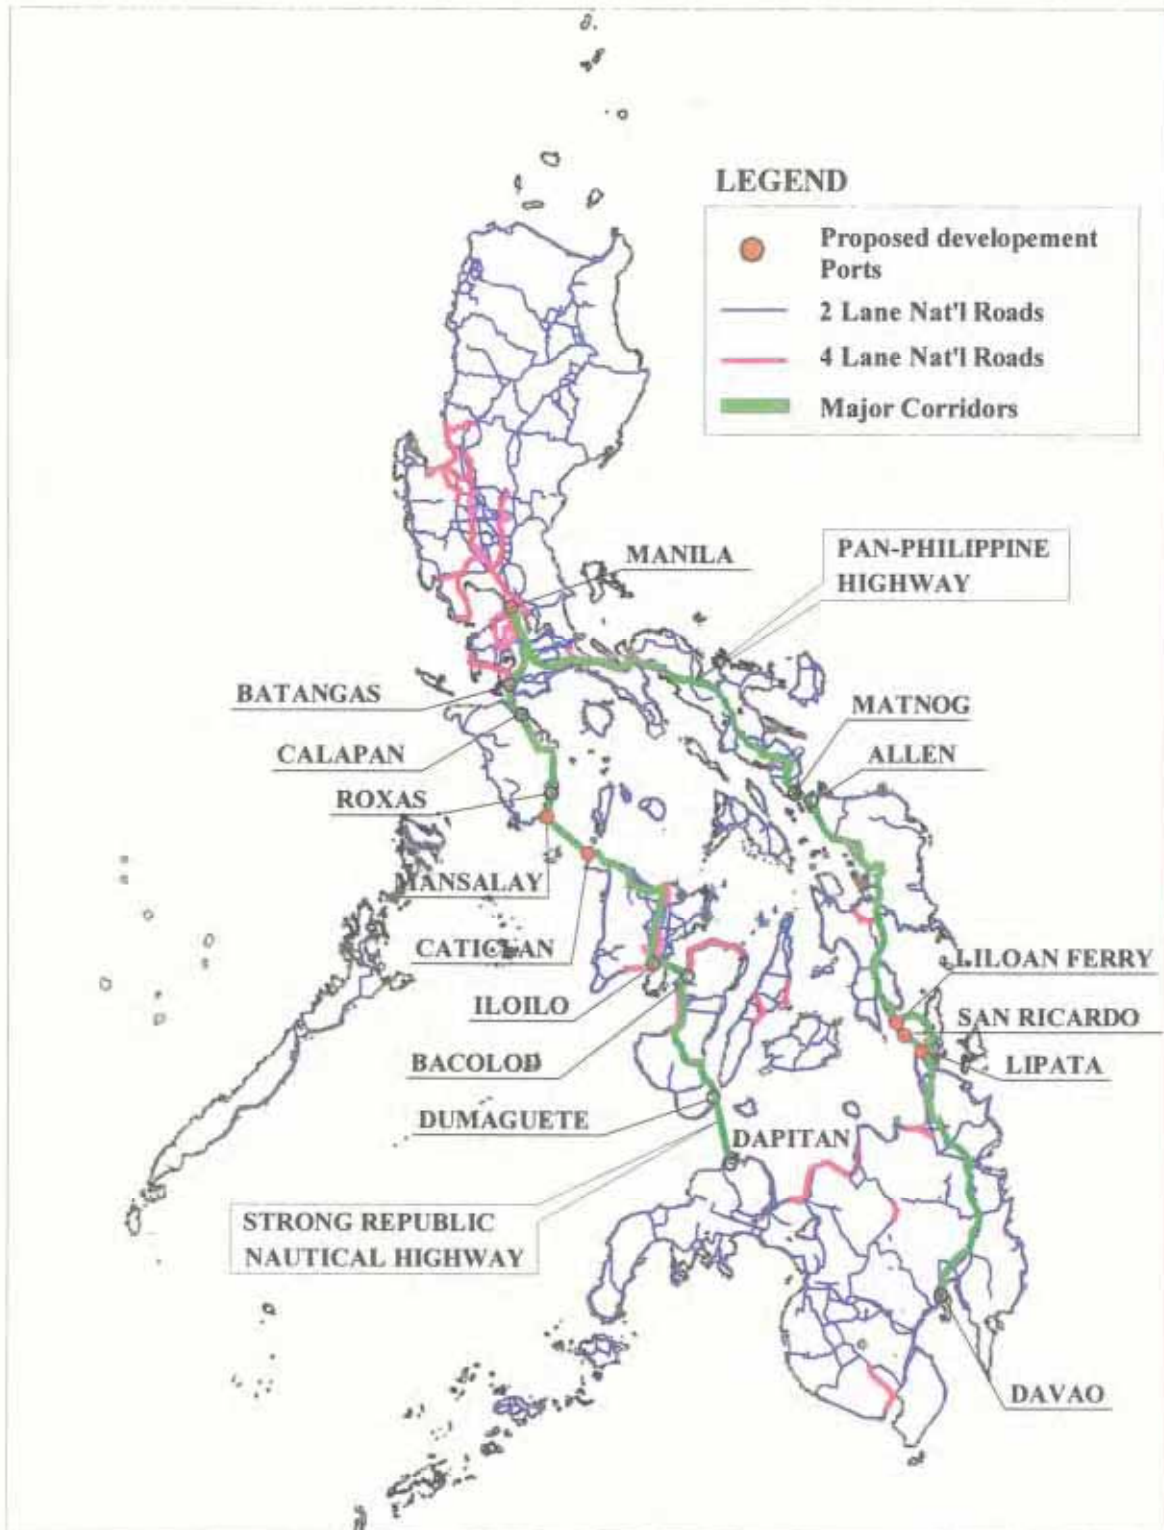 LEGEND
Proposed developement
Ports
2 Lane Nat'l Roads
4 Lane Nat'l Roads
Major Corridors
MANILA
PAN-PHILIPPINE
HIGHWAY
BATANGAS
MATNOG
CALAPAN
ALLEN
ROXAS
MANSALAY
CATICLAN
LILOAN FERRY
ILOILO
SAN RICARDO
BACOLOD
LIPATA
DUMAGUETE
DAPITAN
STRONG REPUBLIC
NAUTICAL HIGHWAY
DAVAO